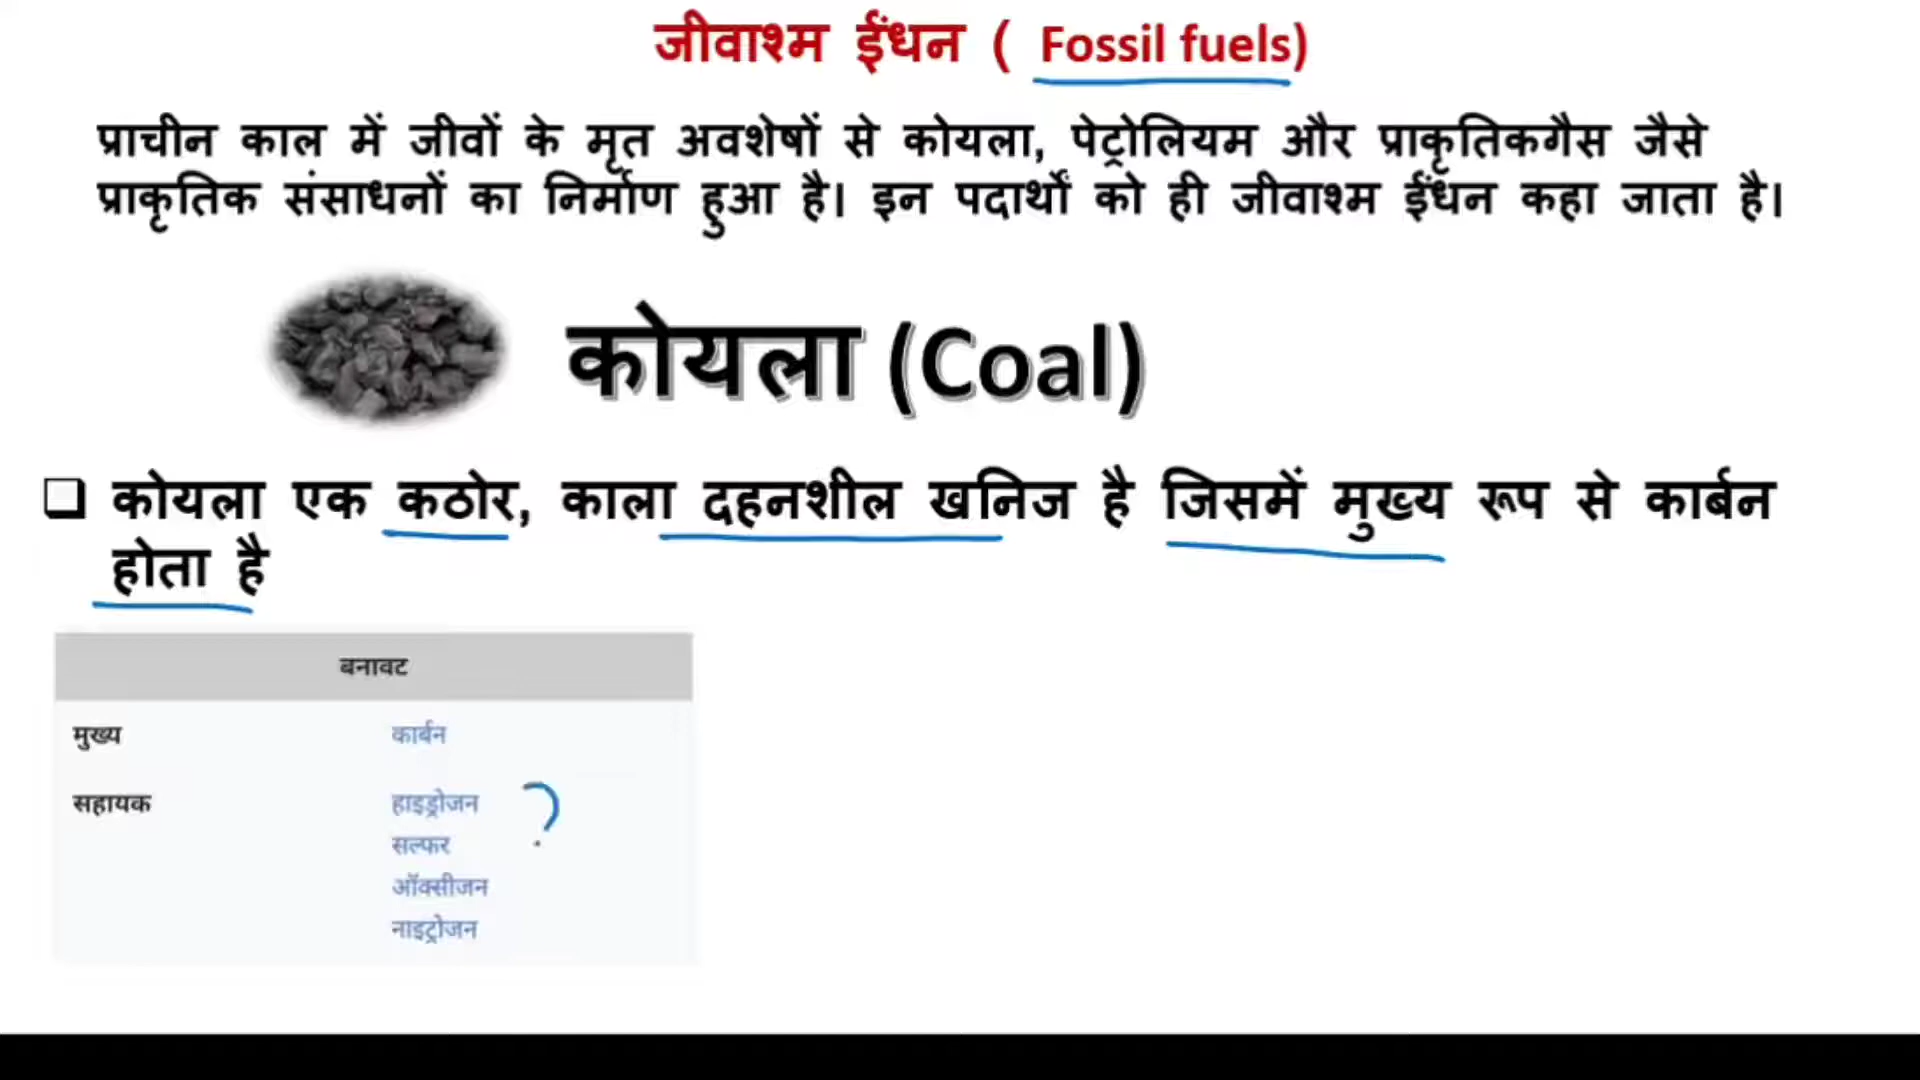 जीवाश्म ईंधन ( Fossil fuels)
प्राचीन काल में जीवों के मृत अवशेषों से कोयला, पेट्रोलियम और प्राकृतिकगैस जैसे
प्राकृतिक संसाधनों का निर्माण हुआ है। इन पदार्थों को ही जीवाश्म ईंधन कहा जाता है।
कोयला (Coal)
❑ कोयला एक कठोर, काला दहनशील खनिज है जिसमें मुख्य रूप से कार्बन
होता है
बनावट
मुख्य कार्बन
सहायक हाइड्रोजन
सल्फर
ऑक्सीजन
नाइट्रोजन